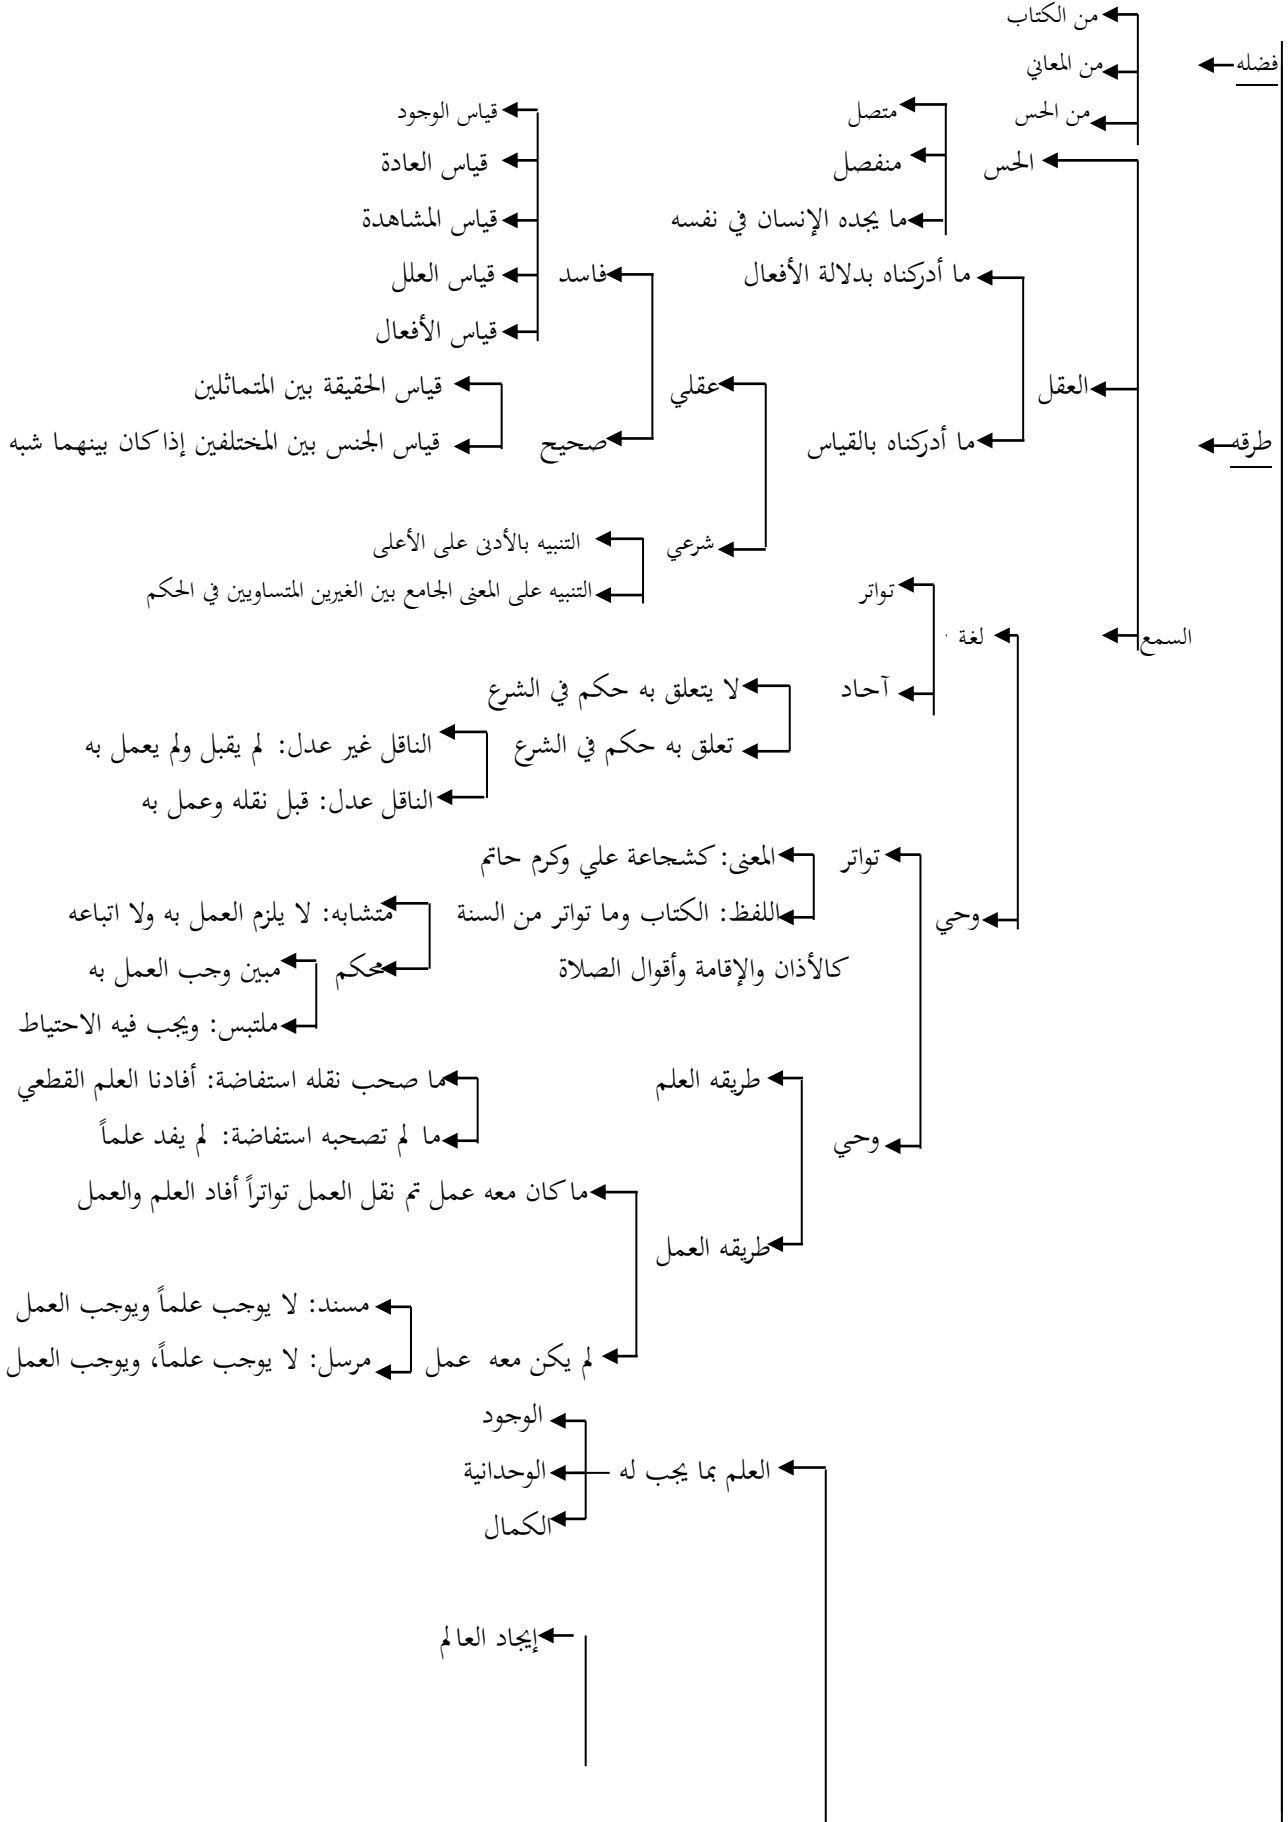 من الكتاب
فضله
من المعاني
من الحس
متصل
قياس الوجود
الحس
منفصل
قياس العادة
ما يجده الإنسان في نفسه
قياس المشاهدة
ما أدركناه بدلالة الأفعال
فاسد
قياس العلل
قياس الأفعال
العقل
عقلي
قياس الحقيقة بين المتماثلين
طرقه
ما أدركناه بالقياس
صحيح
قياس الجنس بين المختلفين إذا كان بينهما شبه
شرعي
التنبيه بالأدنى على الأعلى
تواتر
التنبيه على المعنى الجامع بين الغيرين المتساويين في الحكم
السمع
لغة
آحاد
لا يتعلق به حكم في الشرع
تعلق به حكم في الشرع
الناقل غير عدل: لم يقبل ولم يعمل به
الناقل عدل: قبل نقله وعمل به
تواتر
المعنى: كشجاعة علي وكرم حاتم
وحي
اللفظ: الكتاب وما تواتر من السنة
متشابه: لا يلزم العمل به ولا اتباعه
كالأذان والإقامة وأقوال الصلاة
محكم
مبين وجب العمل به
ملتبس: ويجب فيه الاحتياط
طريقه العلم
ما صحب نقله استفاضة: أفادنا العلم القطعي
وحي
ما لم تصحبه استفاضة: لم يفد علماً
ما كان معه عمل تم نقل العمل تواتراً أفاد العلم والعمل
طريقه العمل
مسند: لا يوجب علماً ويوجب العمل
لم يكن معه عمل
مرسل: لا يوجب علماً، ويوجب العمل
الوجود
العلم بما يجب له
الوحدانية
الكمال
إيجاد العالم